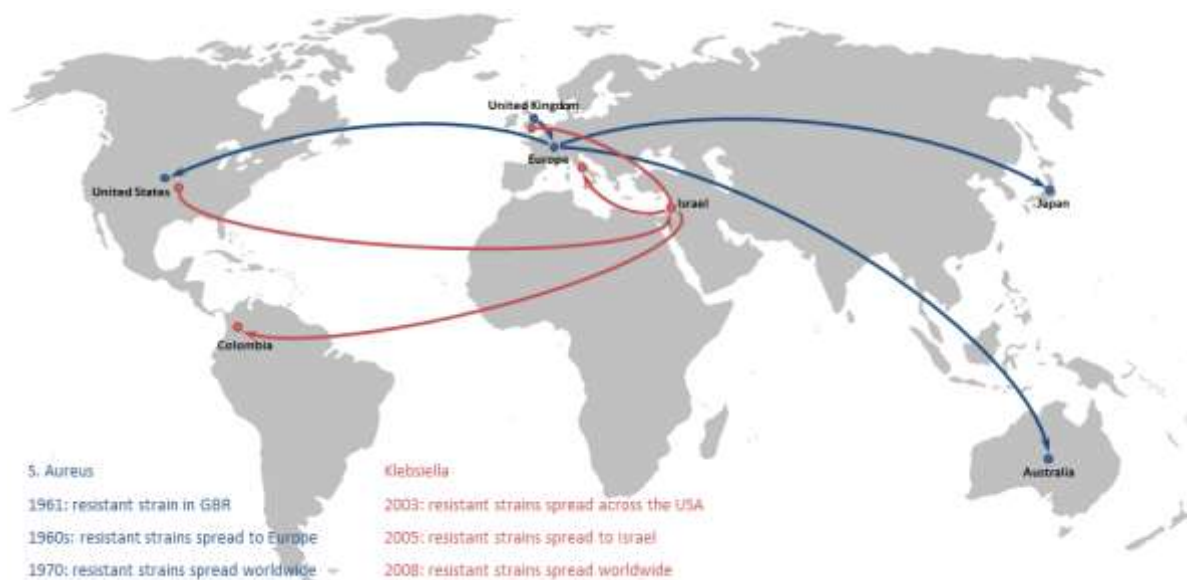 United Kingdom
Europe
United States
Israel
Japan
Colombia
Australia
S. Aureus
1961: resistant strain in GBR
1960s: resistant strains spread to Europe
1970: resistant strains spread worldwide
Klebsiella
2003: resistant strains spread across the USA
2005: resistant strains spread to Israel
2008: resistant strains spread worldwide